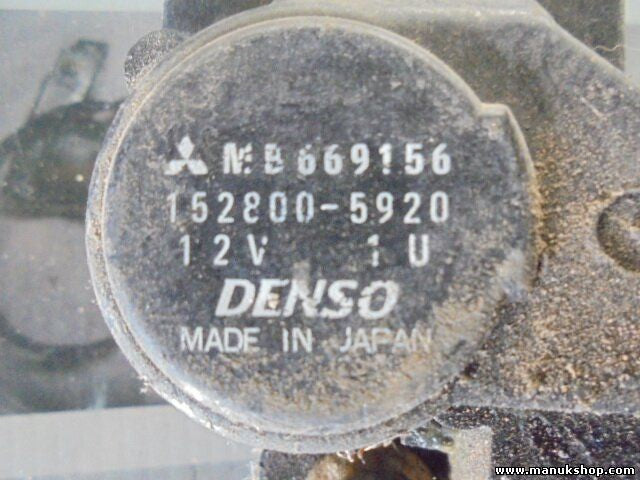 MB669156
152800-5920
12V 1U
DENSO
MADE IN JAPAN
www.manukshop.com